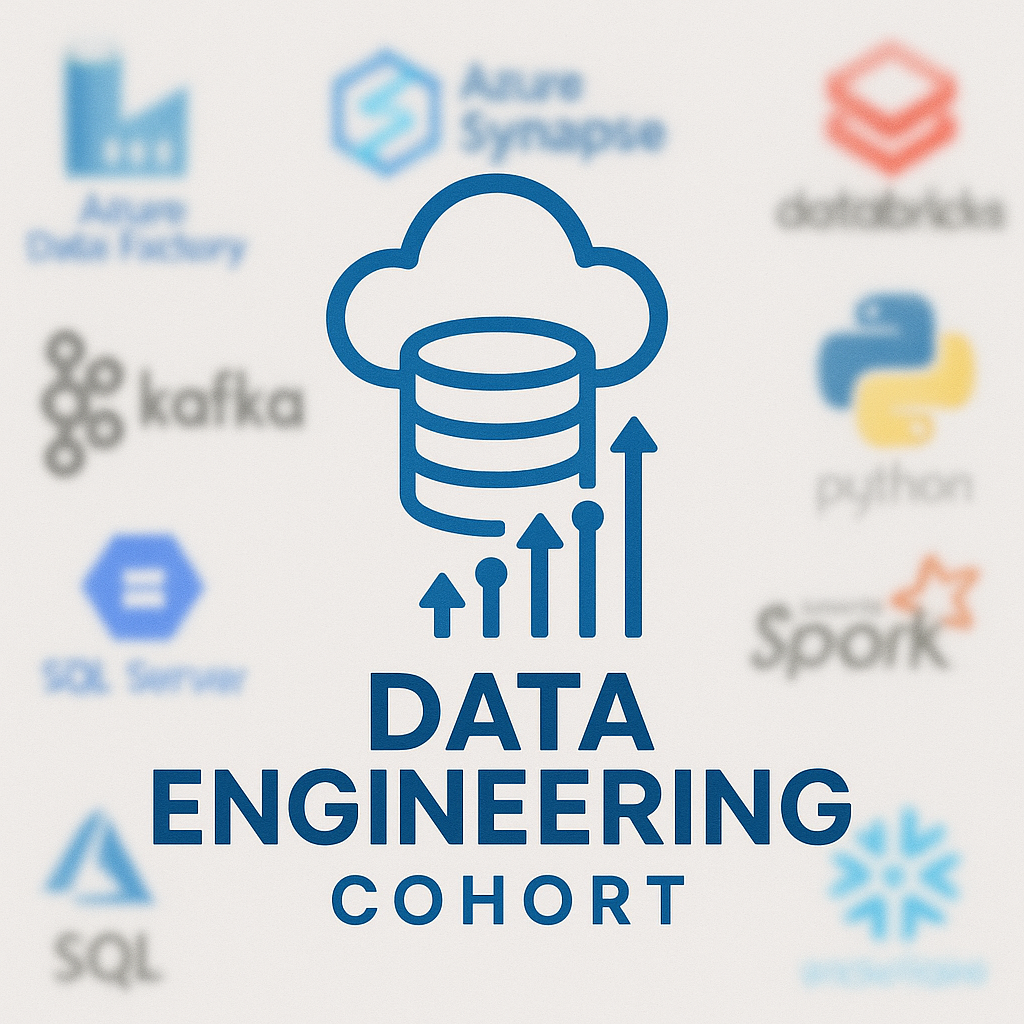 Azure
Synapse
databricks
Azure
Data Factory
kafka
python
SQL Server
Spork
DATA
ENGINEERING
COHORT
SQL